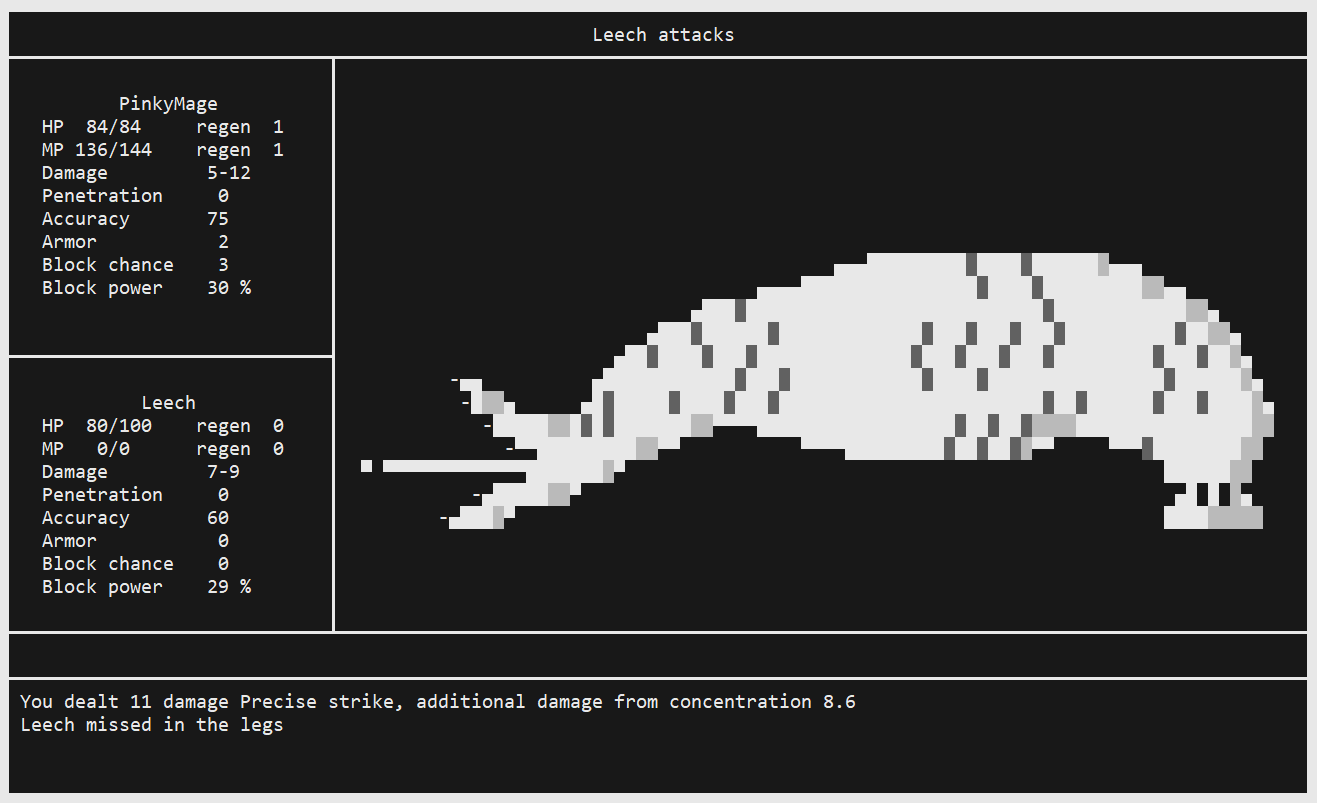 Leech attacks
PinkyMage
HP 84/84 regen 1
MP 136/144 regen 1
Damage 5-12
Penetration 0
Accuracy 75
Armor 2
Block chance 3
Block power 30 %
Leech
HP 80/100 regen 0
MP 0/0 regen 0
Damage 7-9
Penetration 0
Accuracy 60
Armor 0
Block chance 0
Block power 29 %
You dealt 11 damage Precise strike, additional damage from concentration 8.6
Leech missed in the legs